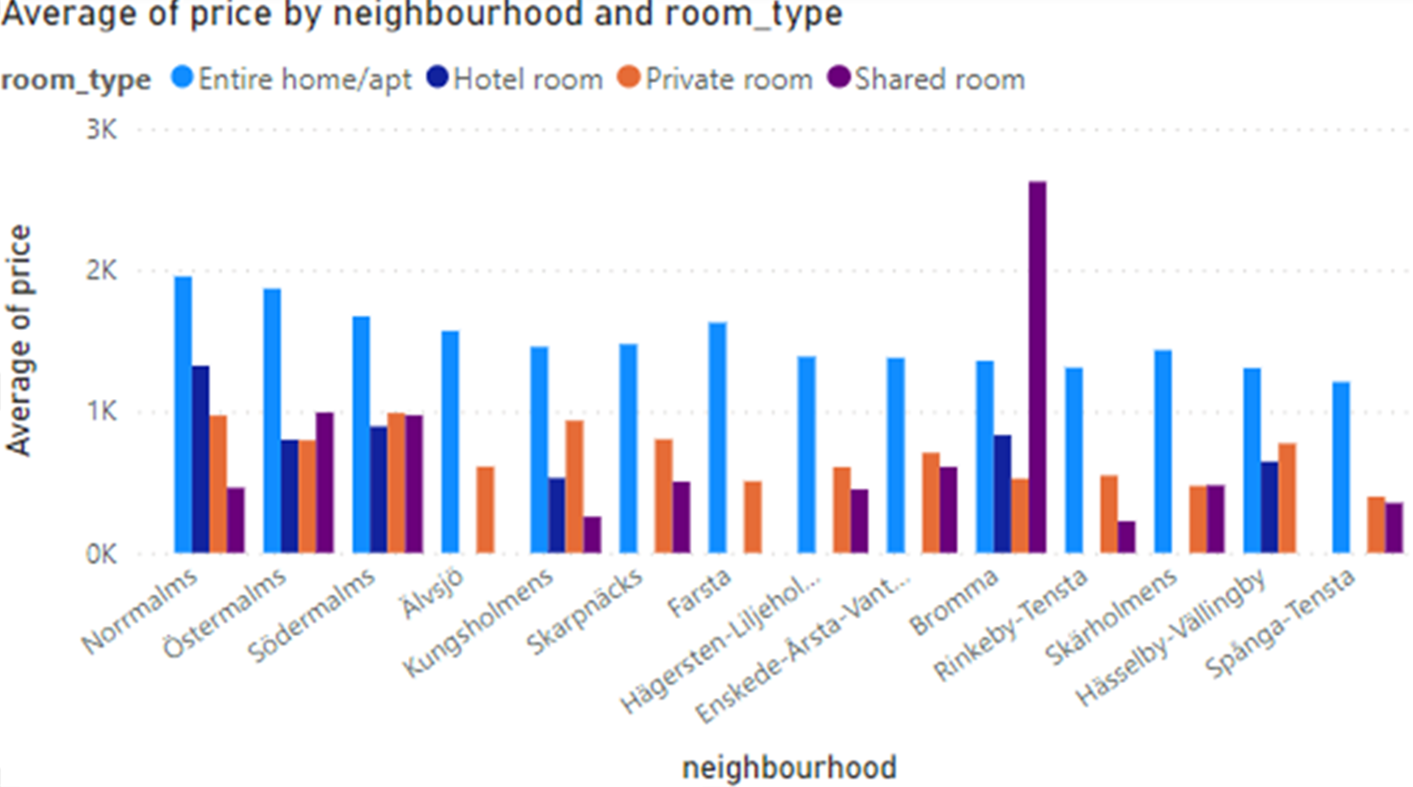 Average of price by neighbourhood and room_type
room_type Entire home/apt Hotel room Private room Shared room
3K
2K
1K
0K
Average of price
Norrmalms
Östermalms
Södermalms
Älvsjö
Kungsholmens
Skarpnäcks
Farsta
Hägersten-Liljehol...
Enskede-Årsta-Vant...
Bromma
Rinkeby-Tensta
Skärholmens
Hässelby-Vällingby
Spånga-Tensta
neighbourhood